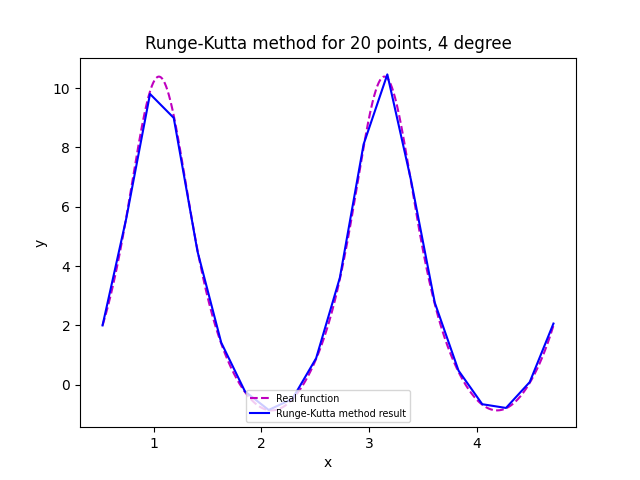 Runge-Kutta method for 20 points, 4 degree
10
8
6
4
2
0
y
Real function
Runge-Kutta method result
1
2
3
4
x